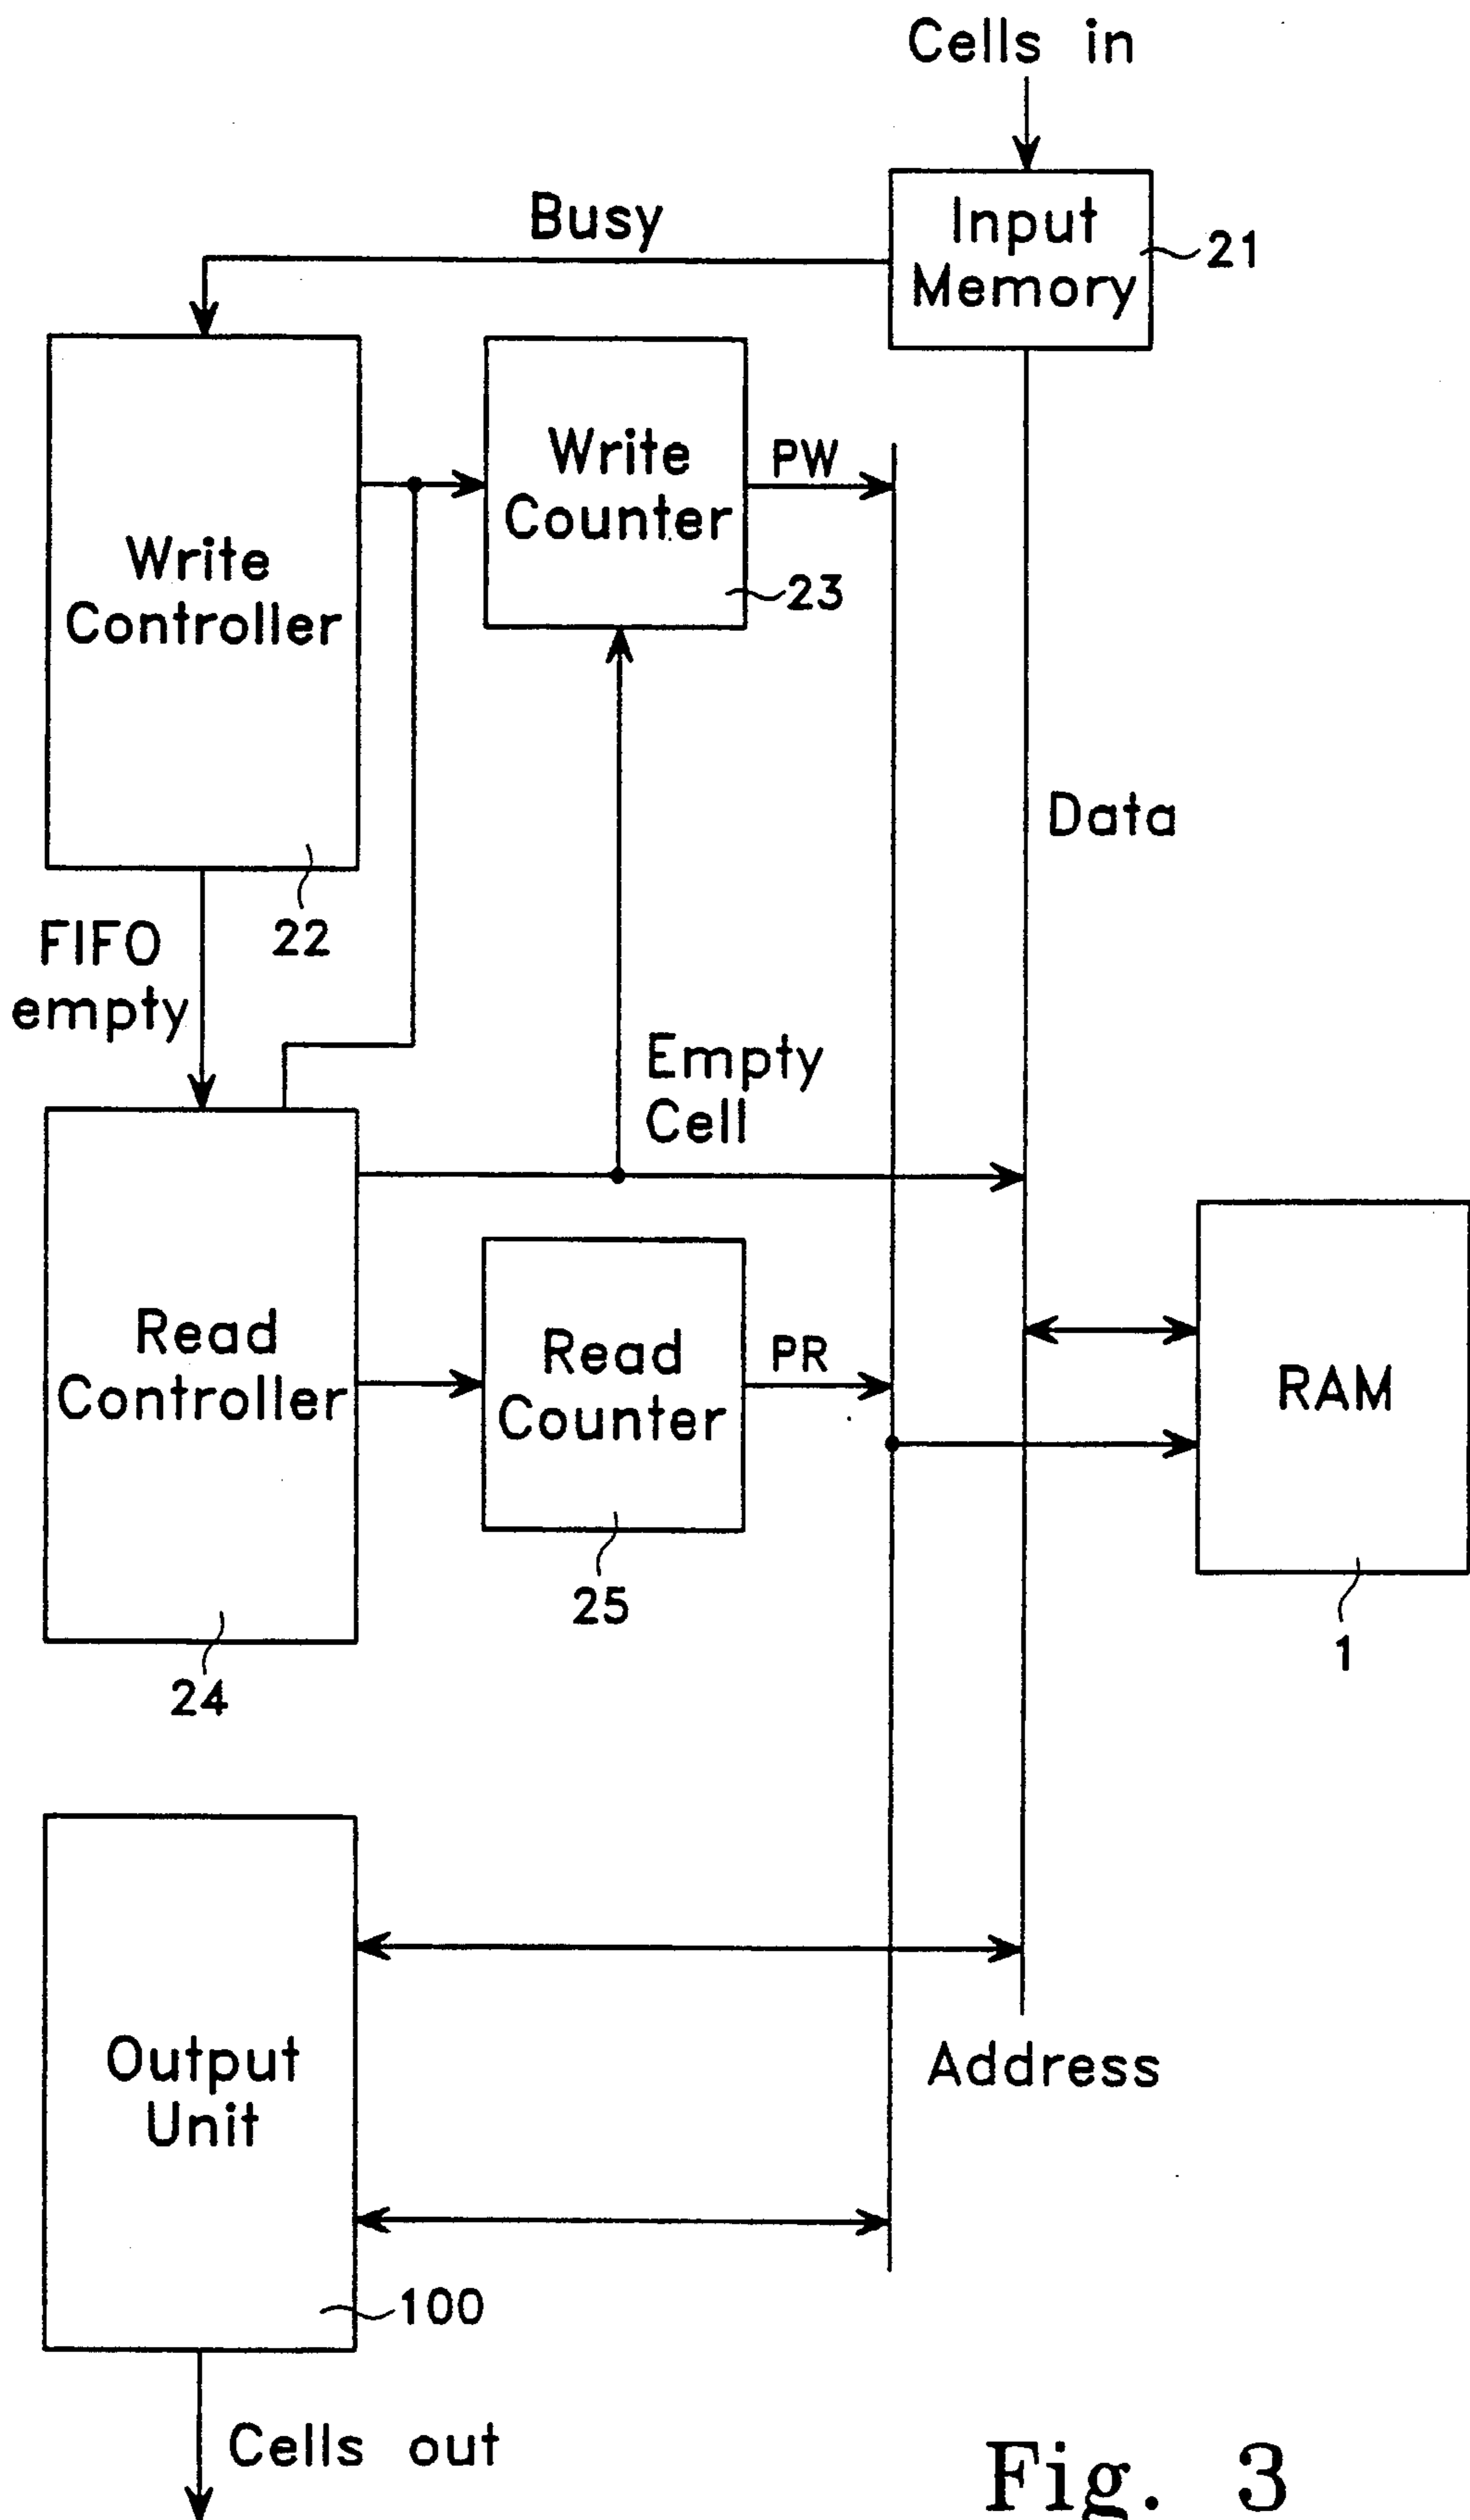 Cells in
Busy
Input
Memory
21
Write
Controller
22
Write
Counter
23
PW
Data
FIFO
empty
Empty
Cell
Read
Controller
24
Read
Counter
25
PR
RAM
1
Output
Unit
100
Address
Cells out
Fig. 3